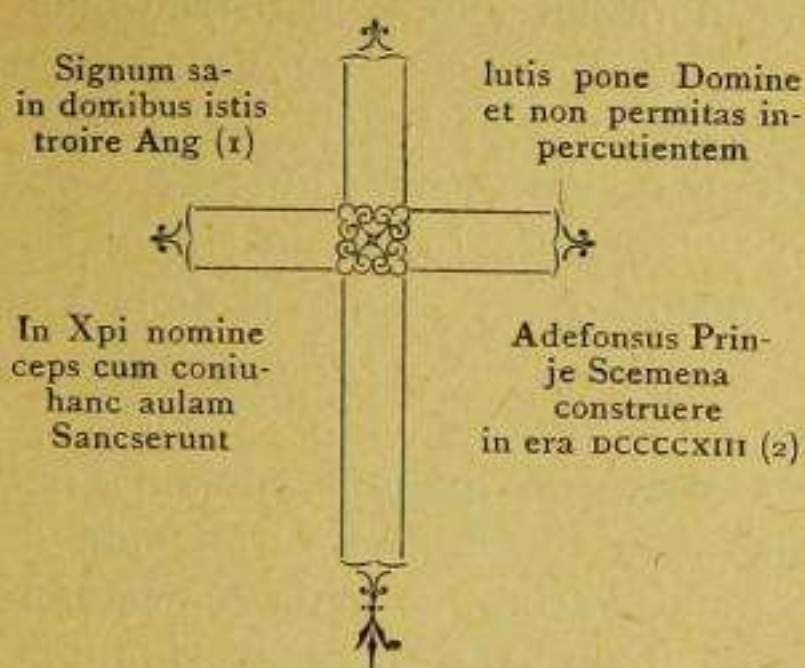 Signum sa-
in domibus istis
troire Ang (1)
lutis pone Domine
et non permitas in-
percutientem
In Xpi nomine
ceps cum coniu-
hanc aulam
Sancserunt
Adefonsus Prin-
je Scemena
construere
in era DCCCCXIII (2)